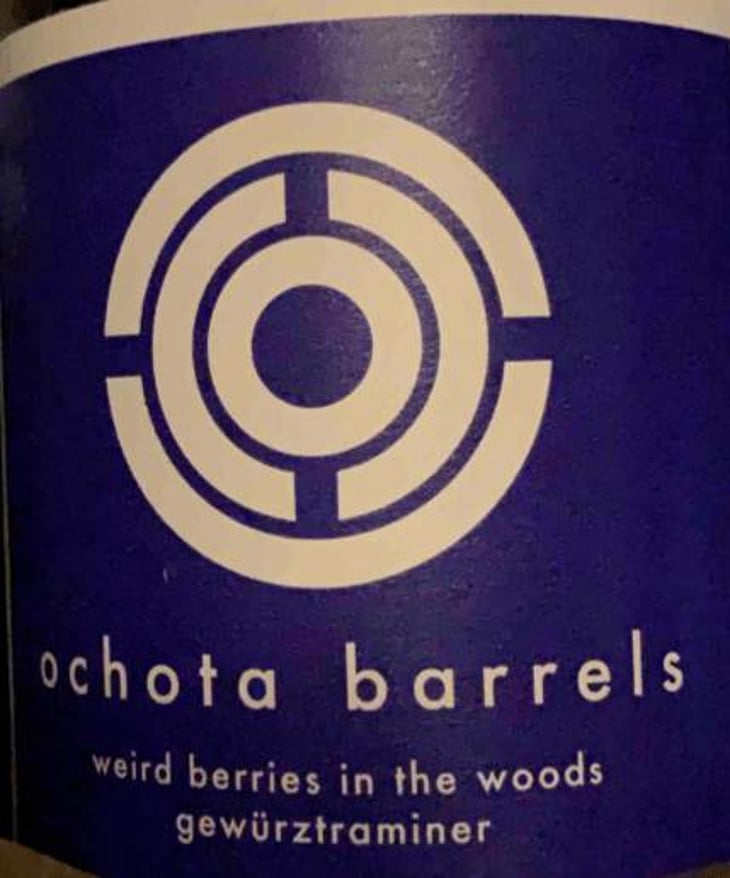 ochota barrels
weird berries in the woods
gewürztraminer